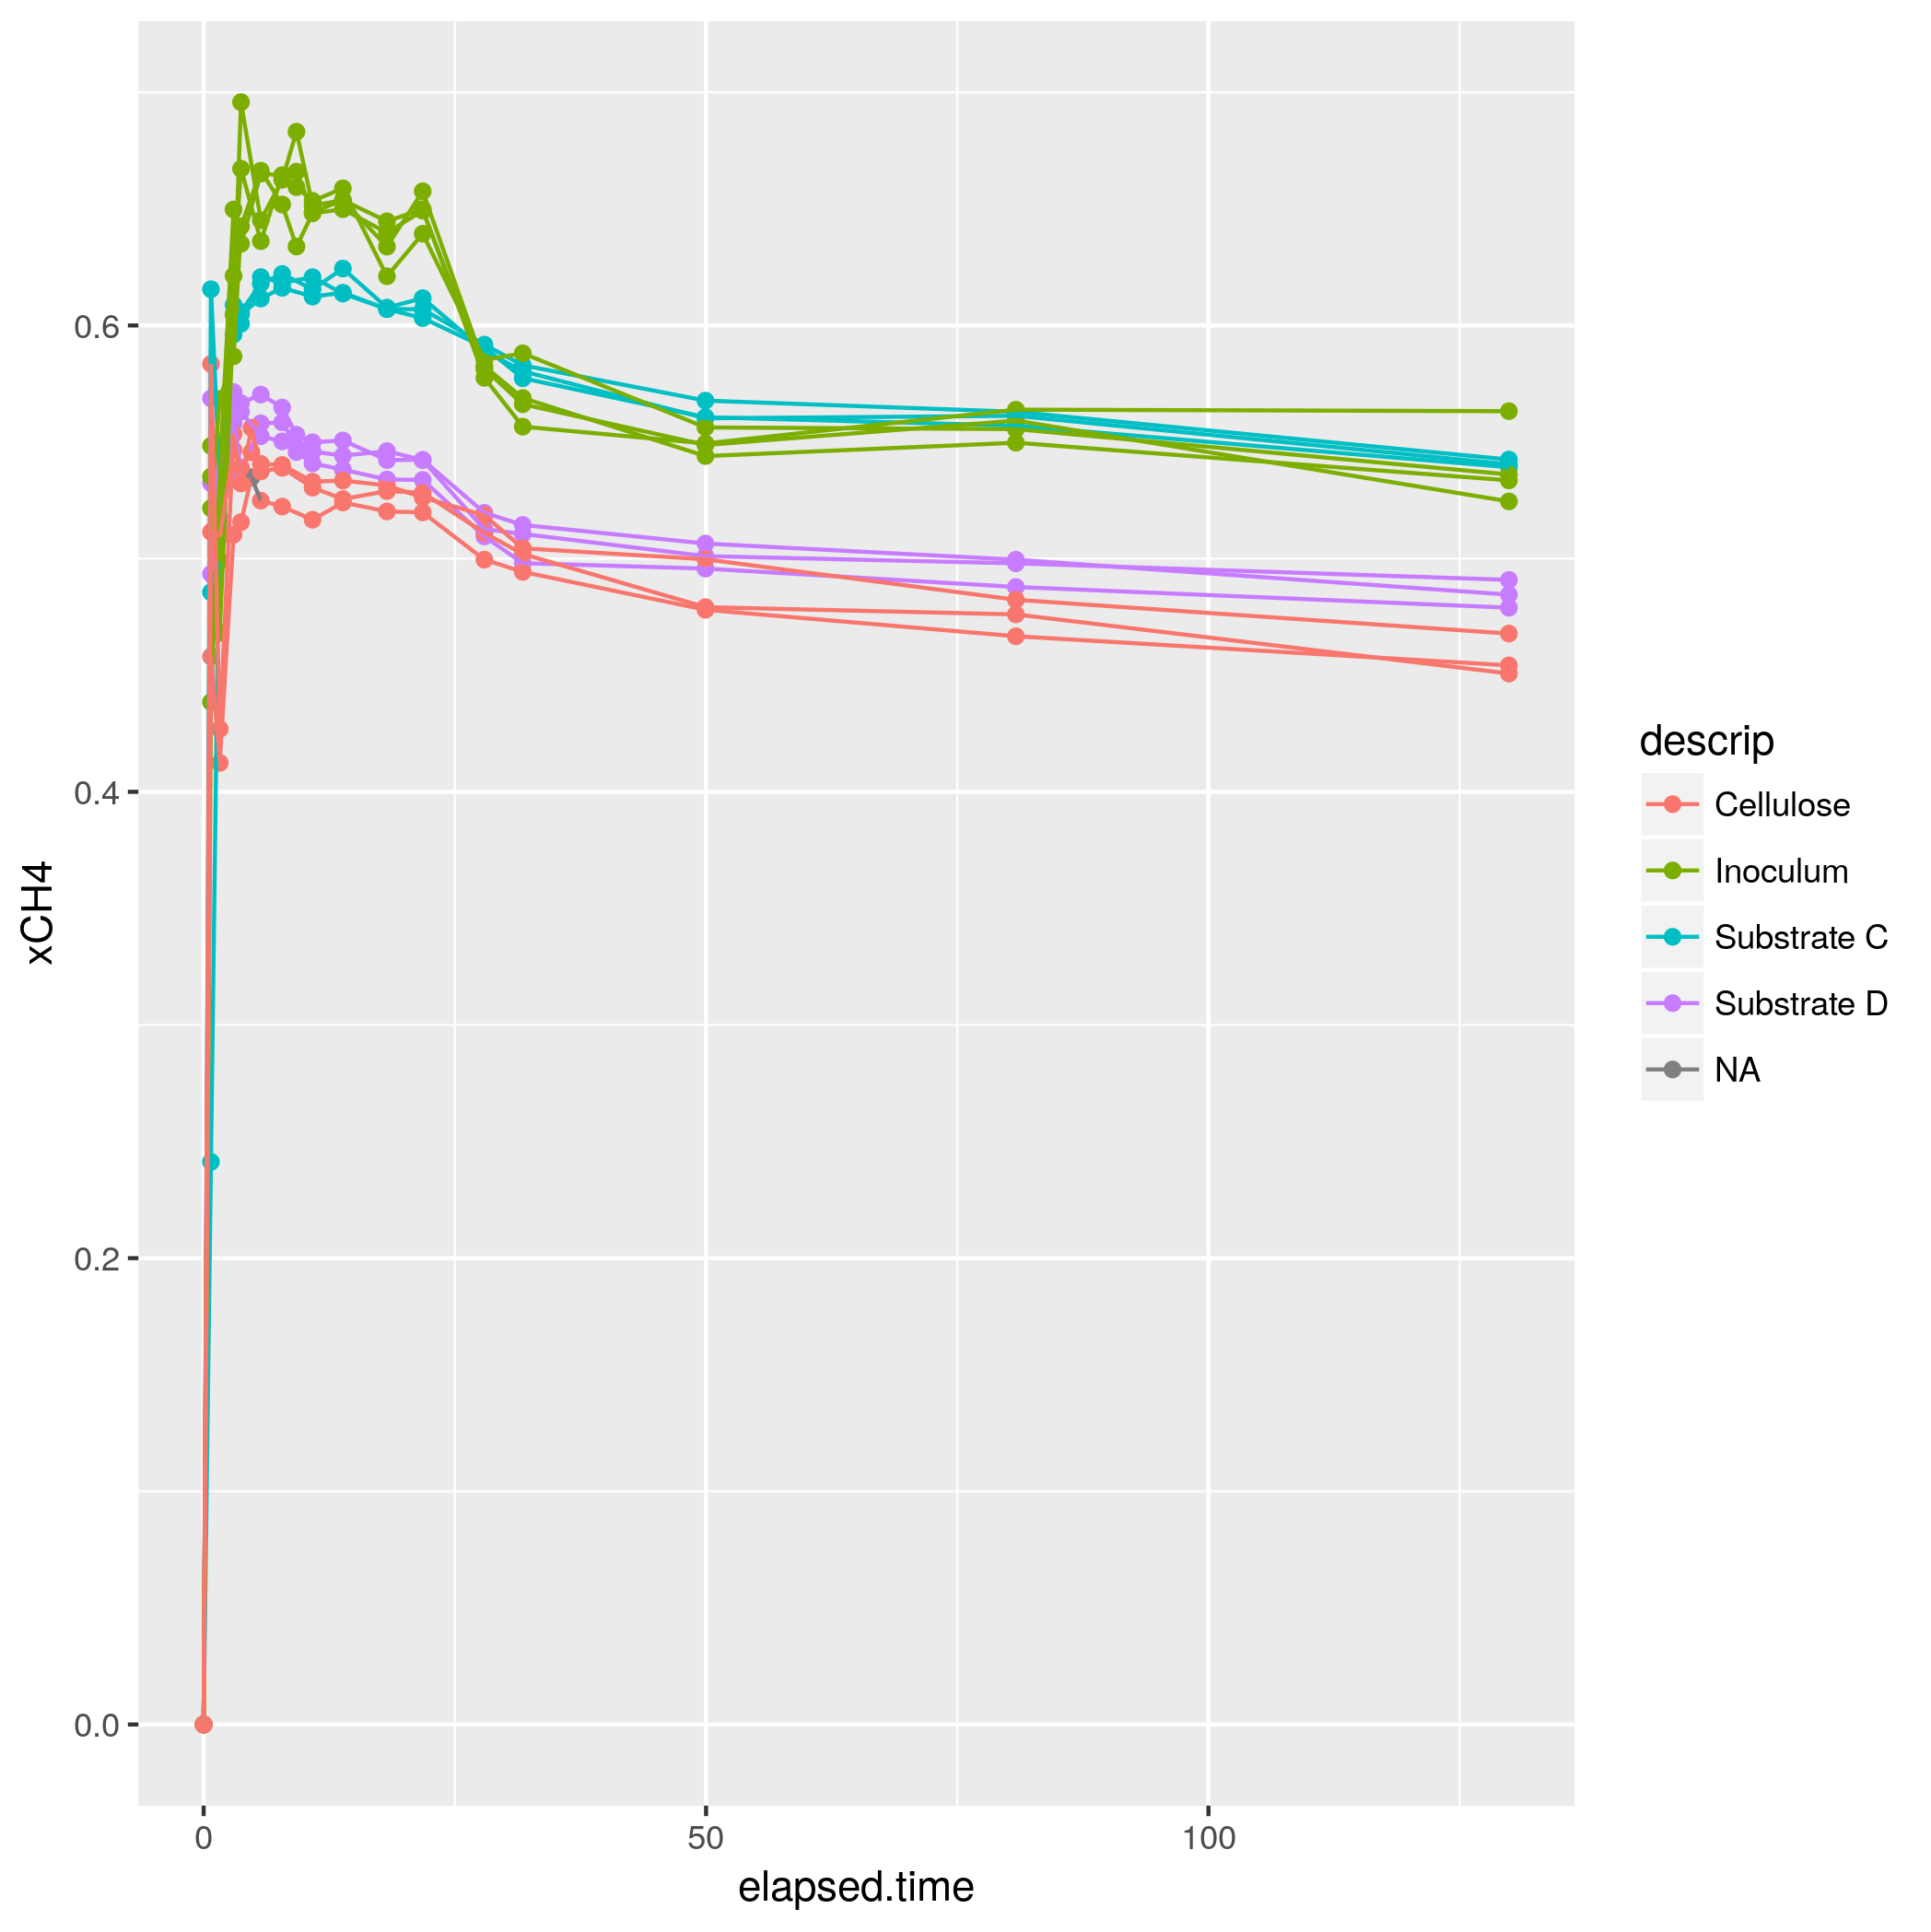 xCH4
0.6
0.4
0.2
0.0
0
50
100
elapsed.time
descrip
Cellulose
Inoculum
Substrate C
Substrate D
NA